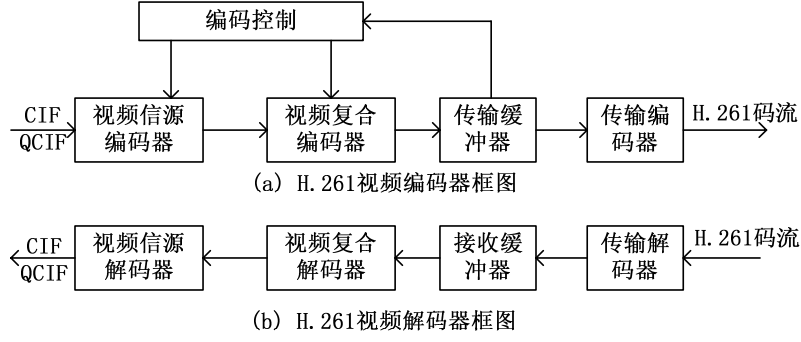 编码控制
CIF
QCIF
视频信源
编码器
视频复合
编码器
传输缓
冲器
传输编
码器
H.261码流
(a) H.261视频编码器框图
CIF
QCIF
视频信源
解码器
视频复合
解码器
接收缓
冲器
传输解
码器
H.261码流
(b) H.261视频解码器框图